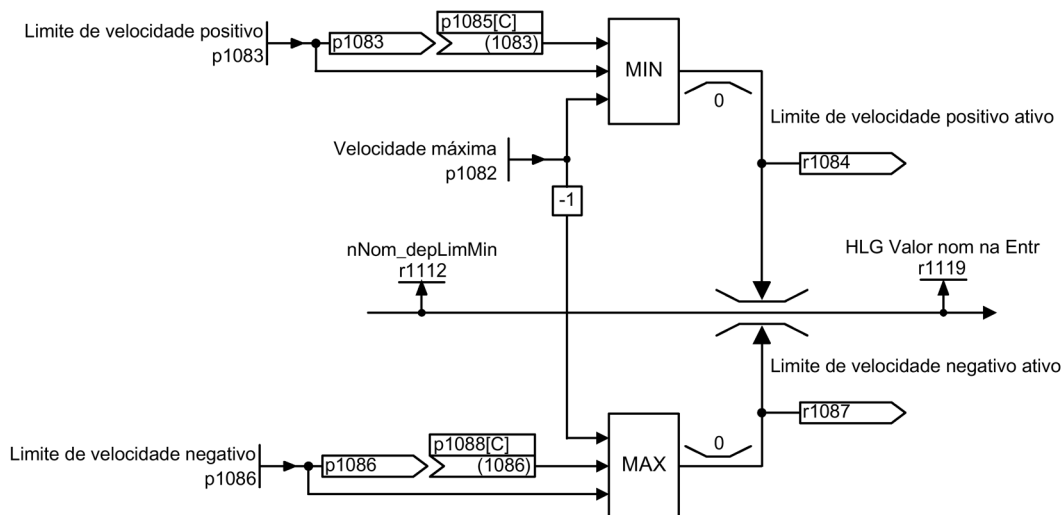 Limite de velocidade positivo
p1083
p1083
p1085[C]
(1083)
MIN
0
Limite de velocidade positivo ativo
r1084
Velocidade máxima
p1082
-1
nNom_depLimMin
r1112
HLG Valor nom na Entr
r1119
Limite de velocidade negativo ativo
r1087
Limite de velocidade negativo
p1086
p1086
p1088[C]
(1086)
MAX
0